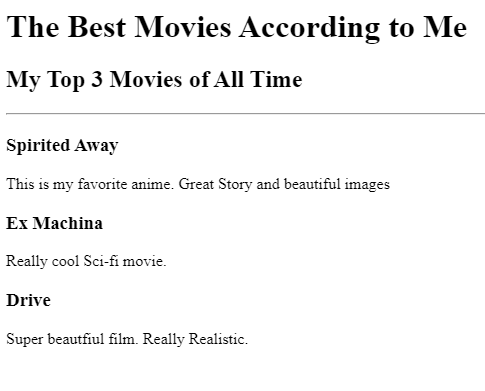 The Best Movies According to Me
My Top 3 Movies of All Time
Spirited Away
This is my favorite anime. Great Story and beautiful images
Ex Machina
Really cool Sci-fi movie.
Drive
Super beautfiul film. Really Realistic.